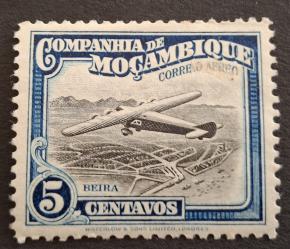 COMPANHIA DE
MOÇAMBIQUE
CORREIO AEREO
BEIRA
5 CENTAVOS
WATERLOW & SONS LIMITED, LONDRES